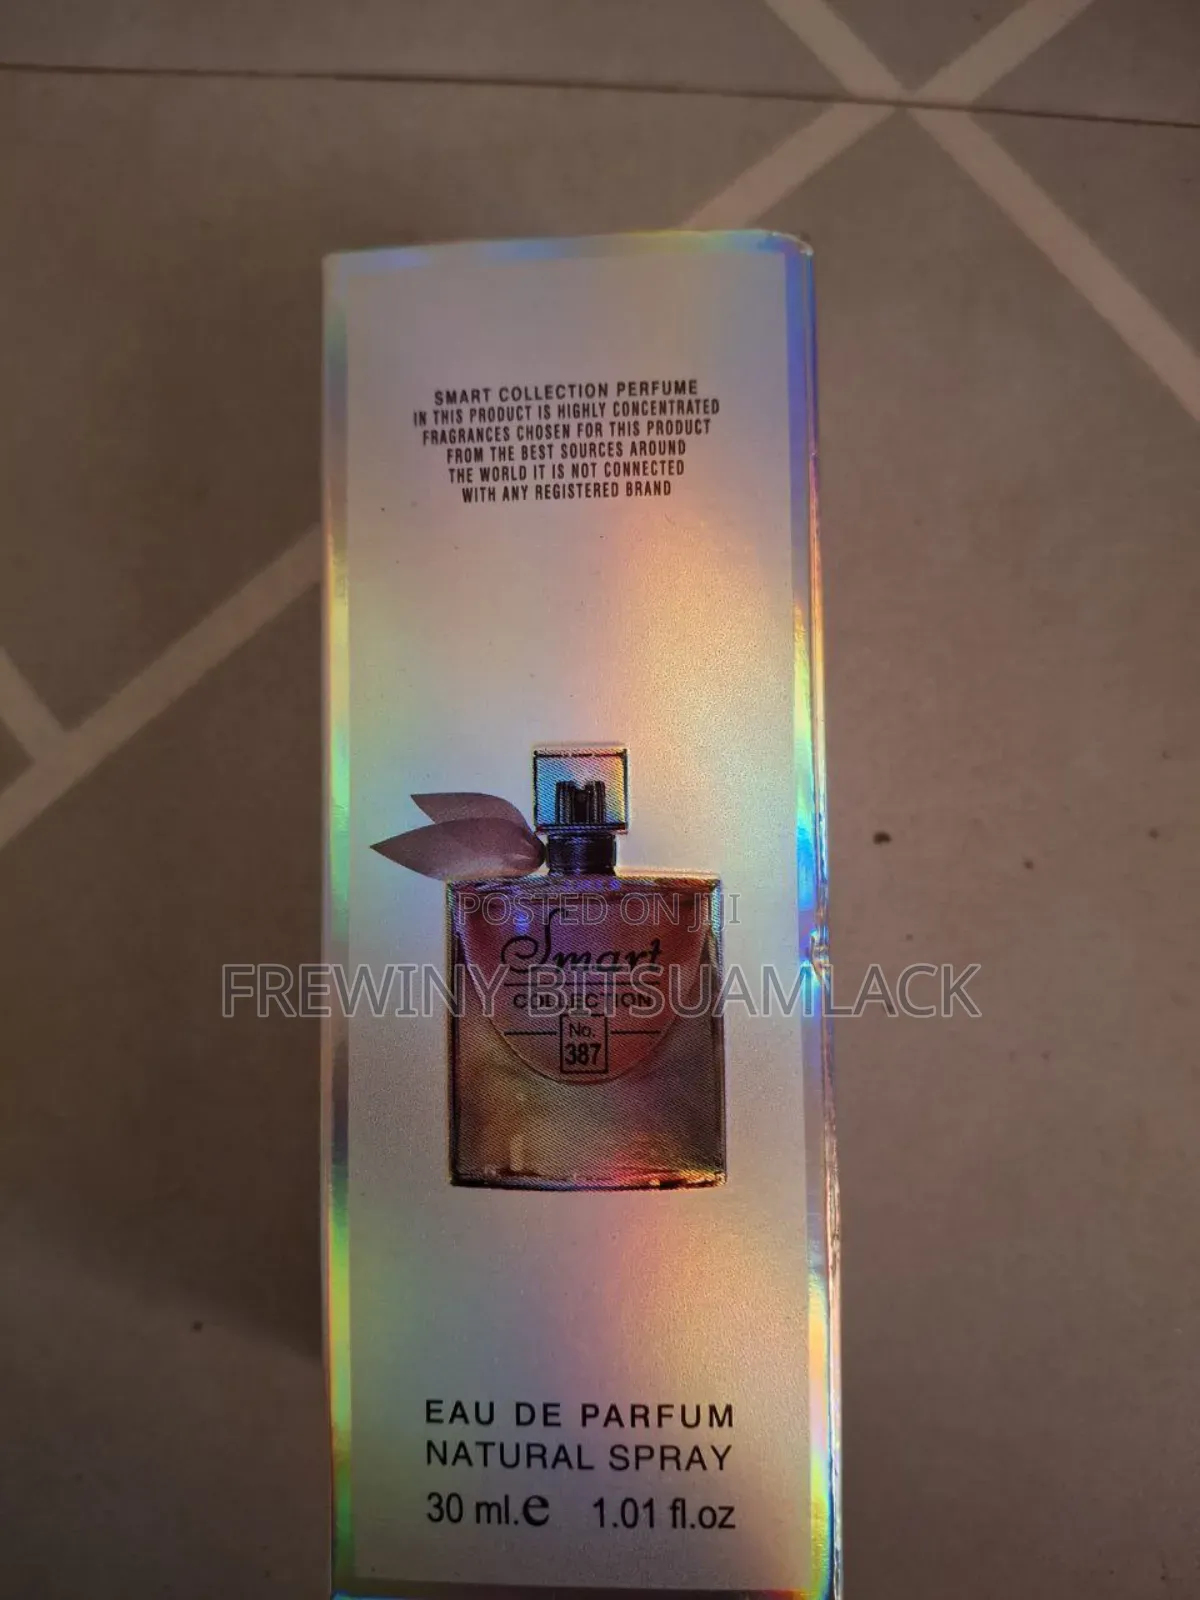 SMART COLLECTION PERFUME
IN THIS PRODUCT IS HIGHLY CONCENTRATED
FRAGRANCES CHOSEN FOR THIS PRODUCT
FROM THE BEST SOURCES AROUND
THE WORLD IT IS NOT CONNECTED
WITH ANY REGISTERED BRAND
POSTED ON JIJI
Smart
FREWINY BITSUAMLACK
COLLECTION
No.
387
EAU DE PARFUM
NATURAL SPRAY
30 ml.e 1.01 fl.oz